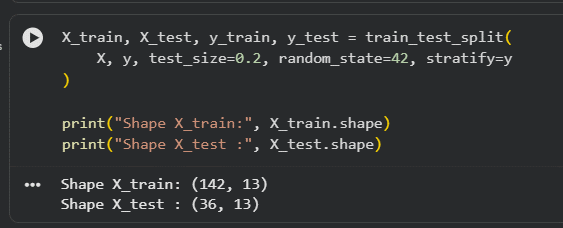 X_train, X_test, y_train, y_test = train_test_split(
    X, y, test_size=0.2, random_state=42, stratify=y
)
print("Shape X_train:", X_train.shape)
print("Shape X_test :", X_test.shape)
Shape X_train: (142, 13)
Shape X_test : (36, 13)